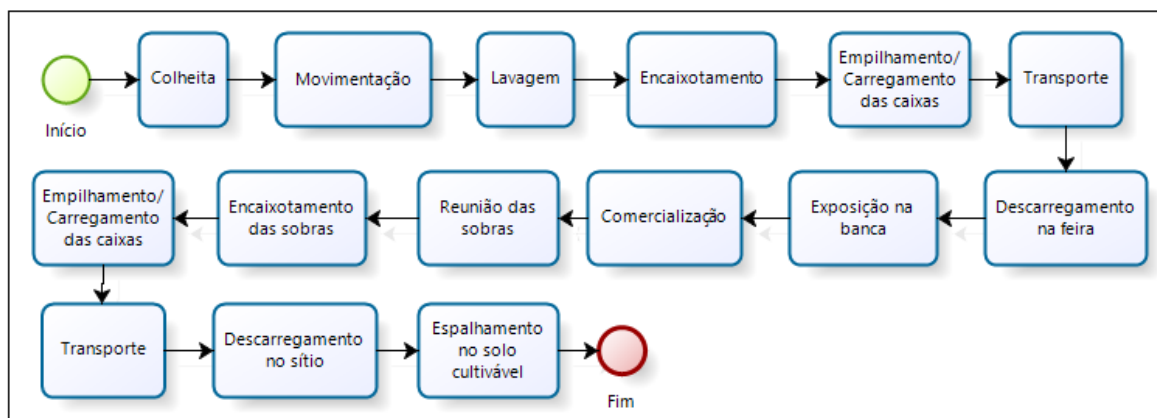 Início
Colheita
Movimentação
Lavagem
Encaixotamento
Empilhamento/
Carregamento
das caixas
Transporte
Descarregamento
na feira
Exposição na
banca
Comercialização
Reunião das
sobras
Encaixotamento
das sobras
Empilhamento/
Carregamento
das caixas
Transporte
Descarregamento
no sítio
Espalhamento
no solo
cultivável
Fim